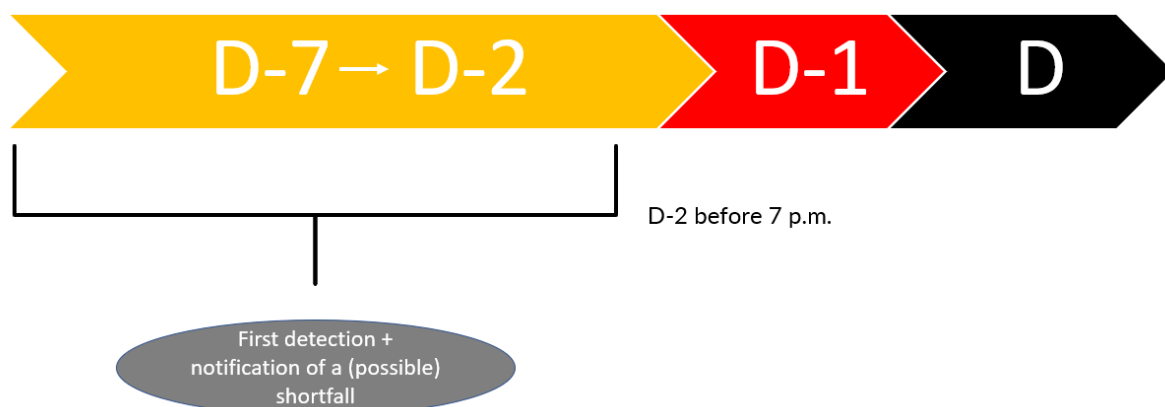 D-7 → D-2
D-1
D
D-2 before 7 p.m.
First detection +
notification of a (possible)
shortfall